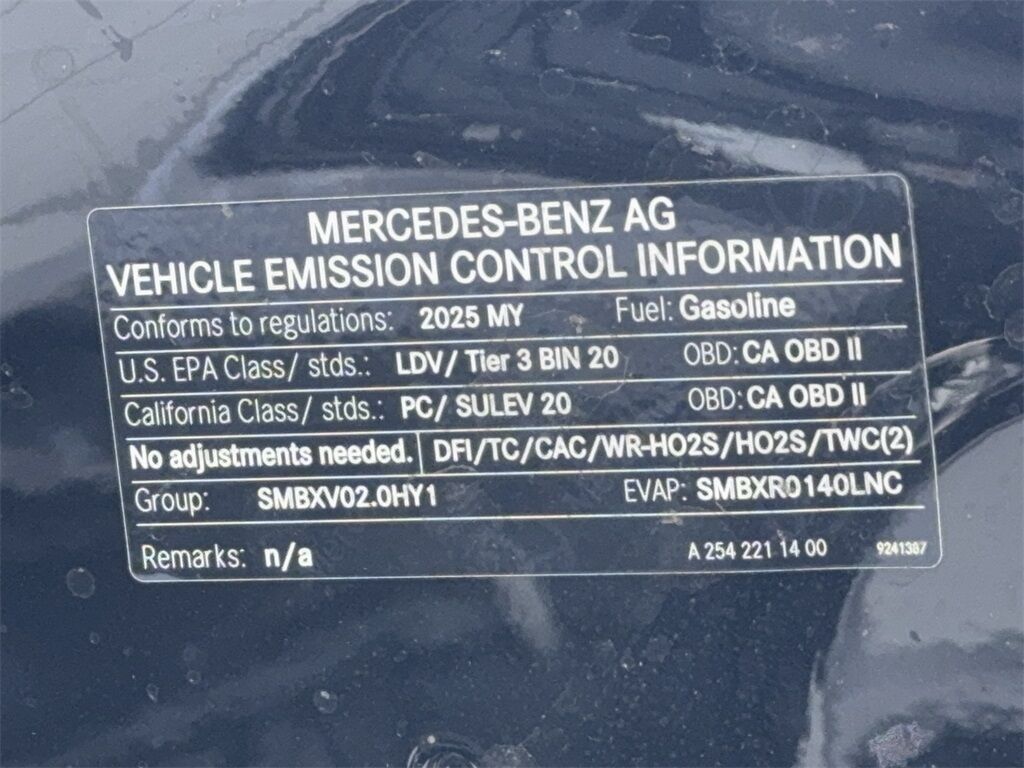 MERCEDES-BENZ AG
VEHICLE EMISSION CONTROL INFORMATION
Conforms to regulations: 2025 MY Fuel: Gasoline
U.S. EPA Class/ stds.: LDV/ Tier 3 BIN 20 OBD: CA OBD II
California Class/ stds.: PC/ SULEV 20 OBD: CA OBD II
No adjustments needed. DFI/TC/CAC/WR-HO2S/HO2S/TWC(2)
Group: SMBXV02.0HY1 EVAP: SMBXR0140LNC
Remarks: n/a A 254 221 14 00 9241387